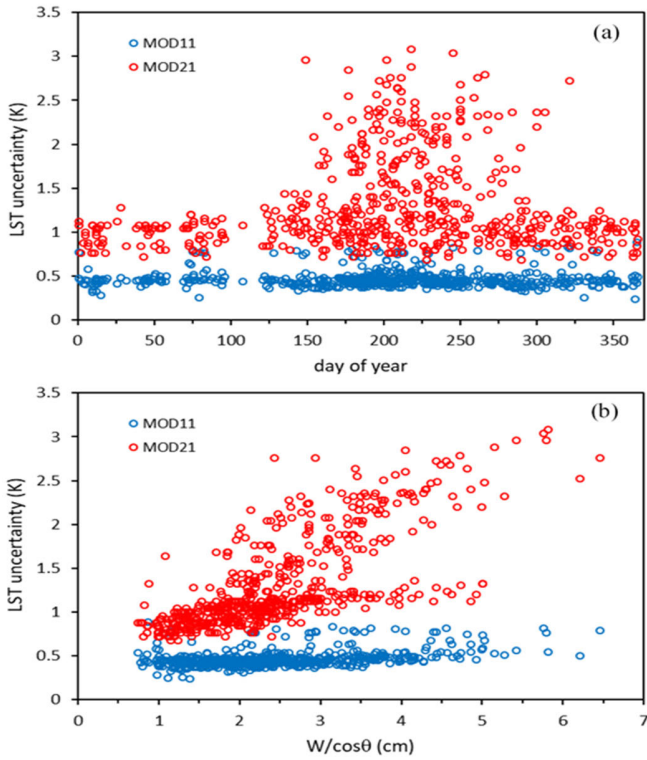 3.5
(a)
MOD11
3
MOD21
2.5
2
1.5
1
0.5
0
LST uncertainty (K)
0 50 100 150 200 250 300 350
day of year
3.5
(b)
MOD11
3
MOD21
2.5
2
1.5
1
0.5
0
LST uncertainty (K)
0 1 2 3 4 5 6 7
W/cosθ (cm)